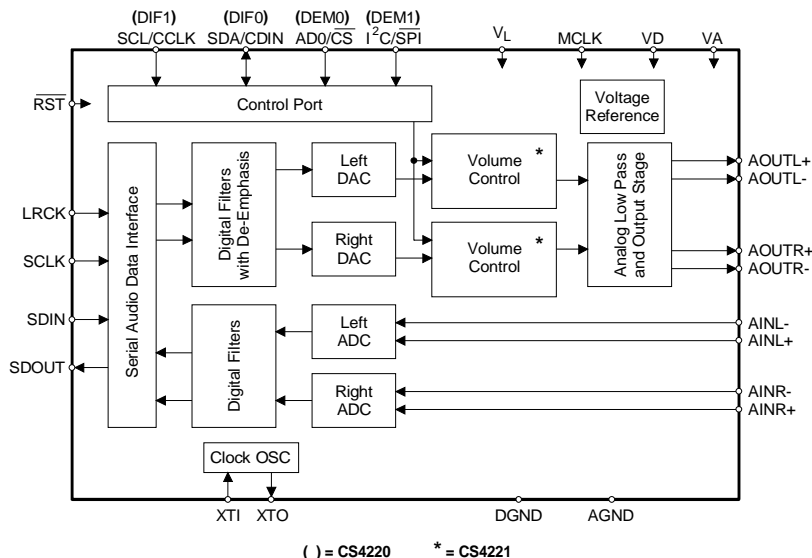 (DIF1) (DIF0) (DEM0) (DEM1)
SCL/CCLK SDA/CDIN AD0/CS I²C/SPI VL MCLK VD VA
RST
Control Port
Voltage
Reference
Serial Audio Data Interface
Digital Filters
with De-Emphasis
Left
DAC
Volume
Control
*
Analog Low Pass
and Output Stage
AOUTL+
AOUTL-
LRCK
SCLK
Right
DAC
Volume
Control
*
AOUTR+
AOUTR-
SDIN
SDOUT
Digital Filters
Left
ADC
AINL-
AINL+
Right
ADC
AINR-
AINR+
Clock OSC
XTI XTO DGND AGND
( ) = CS4220 * = CS4221